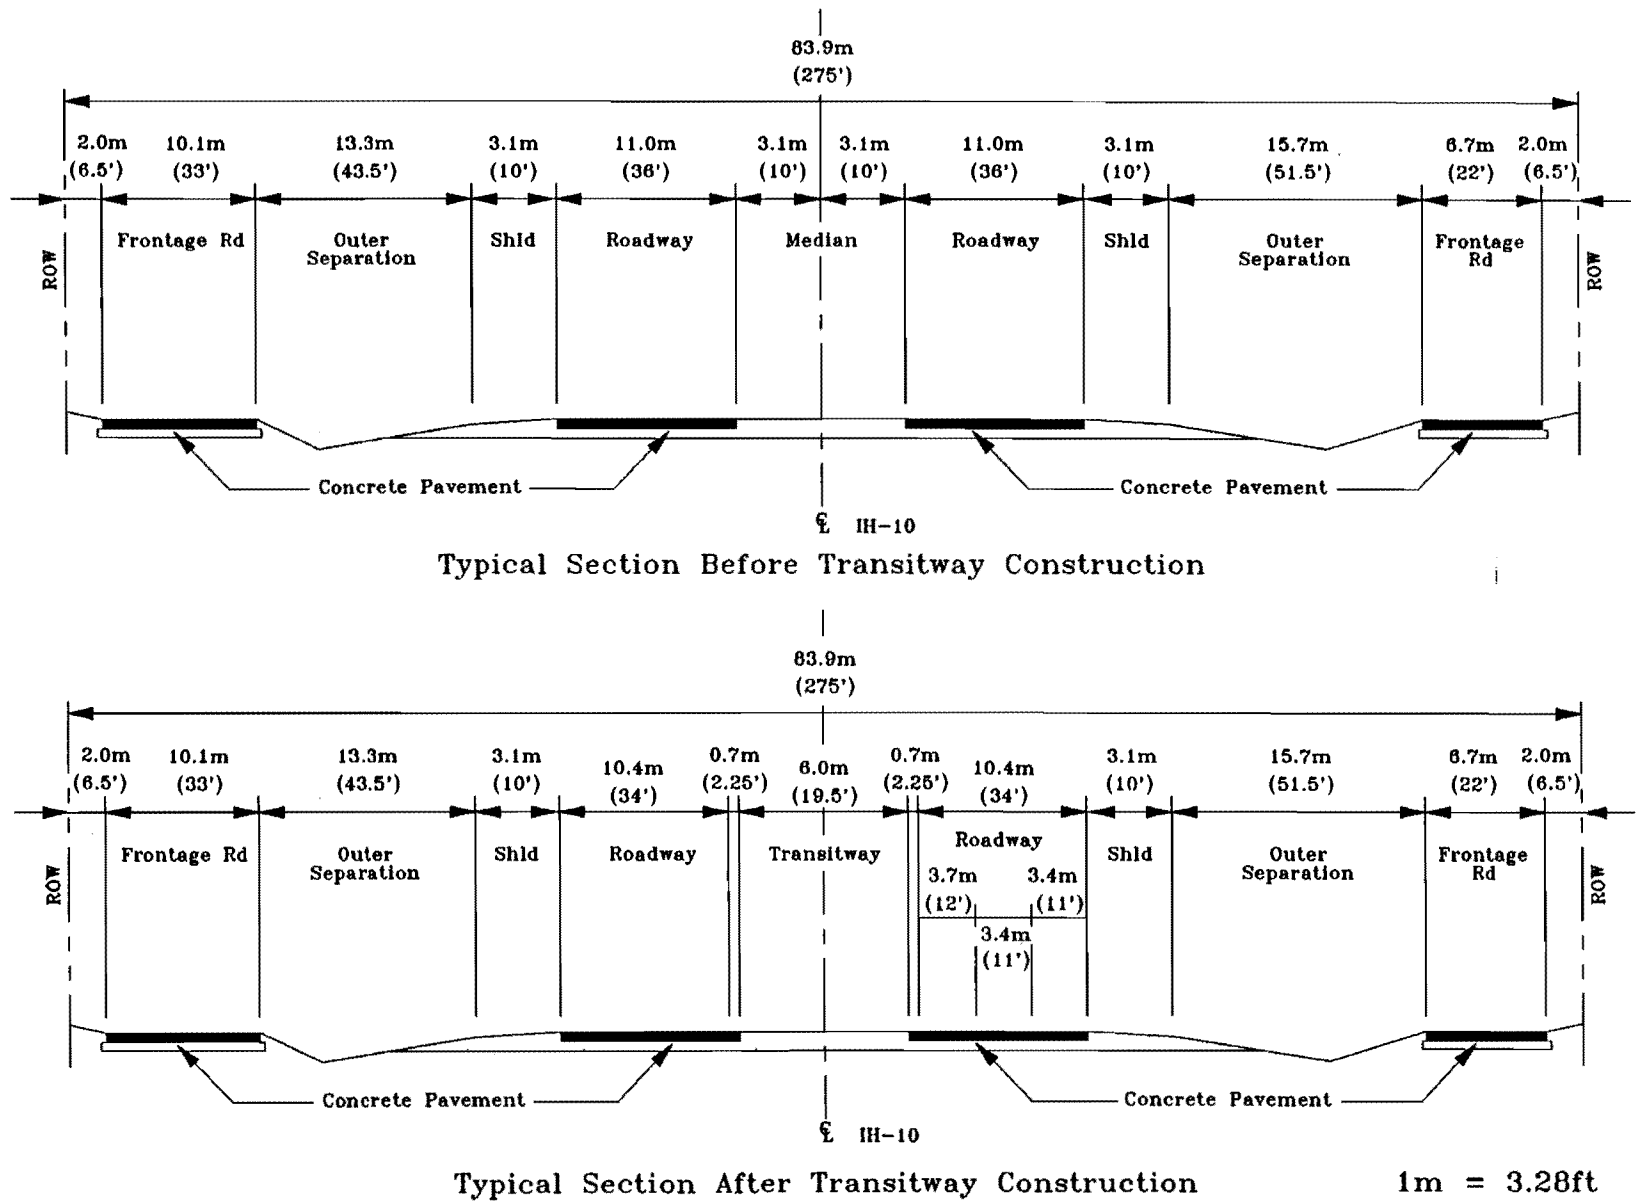 83.9m
(275')
2.0m 10.1m 13.3m 3.1m 11.0m 3.1m 3.1m 11.0m 3.1m 15.7m 6.7m 2.0m
(6.5') (33') (43.5') (10') (36') (10') (10') (36') (10') (51.5') (22') (6.5')
Frontage Rd Outer Shld Roadway Median Roadway Shld Outer Frontage
Separation Separation Rd
ROW ROW
Concrete Pavement Concrete Pavement
℄ IH-10
Typical Section Before Transitway Construction
83.9m
(275')
2.0m 10.1m 13.3m 3.1m 10.4m 0.7m 6.0m 0.7m 10.4m 3.1m 15.7m 6.7m 2.0m
(6.5') (33') (43.5') (10') (34') (2.25') (19.5') (2.25') (34') (10') (51.5') (22') (6.5')
Frontage Rd Outer Shld Roadway Transitway Roadway Shld Outer Frontage
Separation Separation Rd
ROW ROW
3.7m 3.4m
(12') (11')
3.4m
(11')
Concrete Pavement Concrete Pavement
℄ IH-10
Typical Section After Transitway Construction 1m = 3.28ft